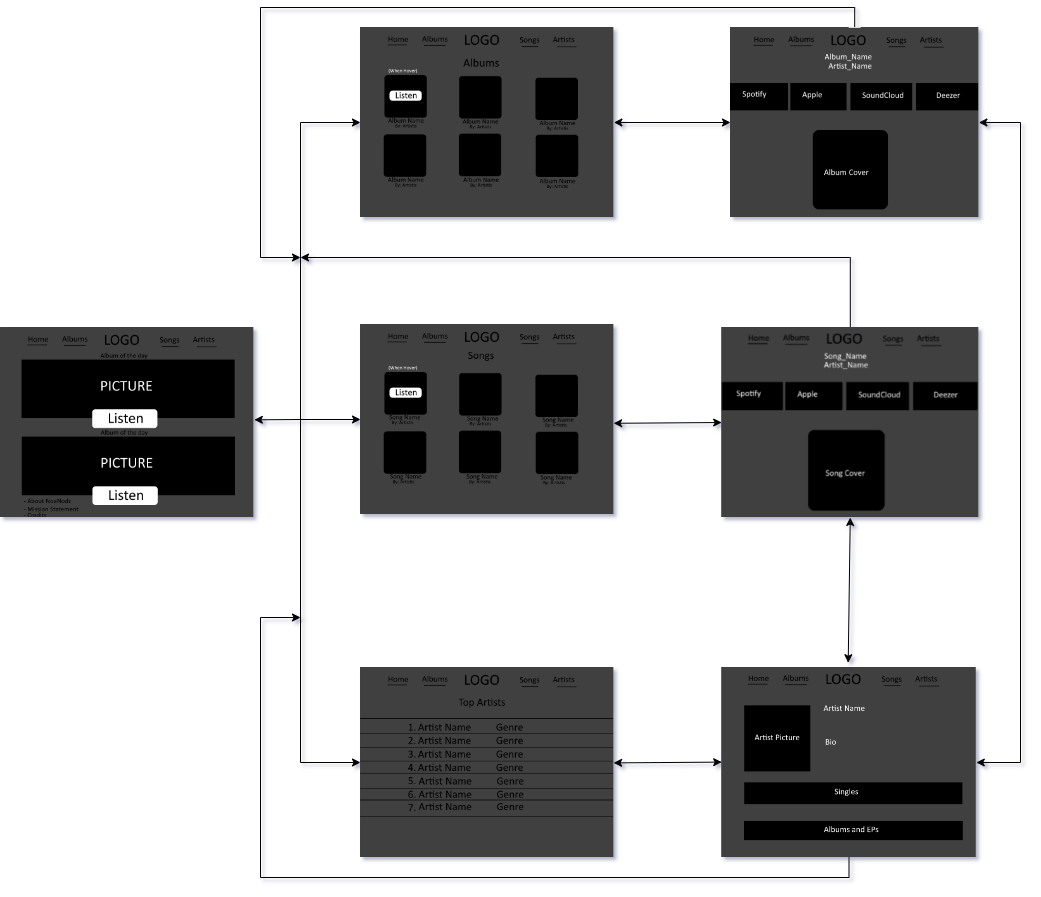 Home Albums LOGO Songs Artists
Albums
(When Hover)
Listen
Album Name Album Name Album Name
By: Artists By: Artists By: Artists
Album Name Album Name Album Name
By: Artists By: Artists By: Artists
Home Albums LOGO Songs Artists
Album_Name
Artist_Name
Spotify Apple SoundCloud Deezer
Album Cover
Home Albums LOGO Songs Artists
Album of the day
PICTURE
Listen
Album of the day
PICTURE
Listen
- Mission Statement
- Credits
Home Albums LOGO Songs Artists
Songs
(When Hover)
Listen
Song Name Song Name Song Name
By: Artists By: Artists By: Artists
Song Name Song Name Song Name
By: Artists By: Artists By: Artists
Home Albums LOGO Songs Artists
Song_Name
Artist_Name
Spotify Apple SoundCloud Deezer
Song Cover
Home Albums LOGO Songs Artists
Top Artists
1. Artist Name Genre
2. Artist Name Genre
3. Artist Name Genre
4. Artist Name Genre
5. Artist Name Genre
6. Artist Name Genre
7. Artist Name Genre
Home Albums LOGO Songs Artists
Artist Name
Artist Picture
Bio
Singles
Albums and EPs